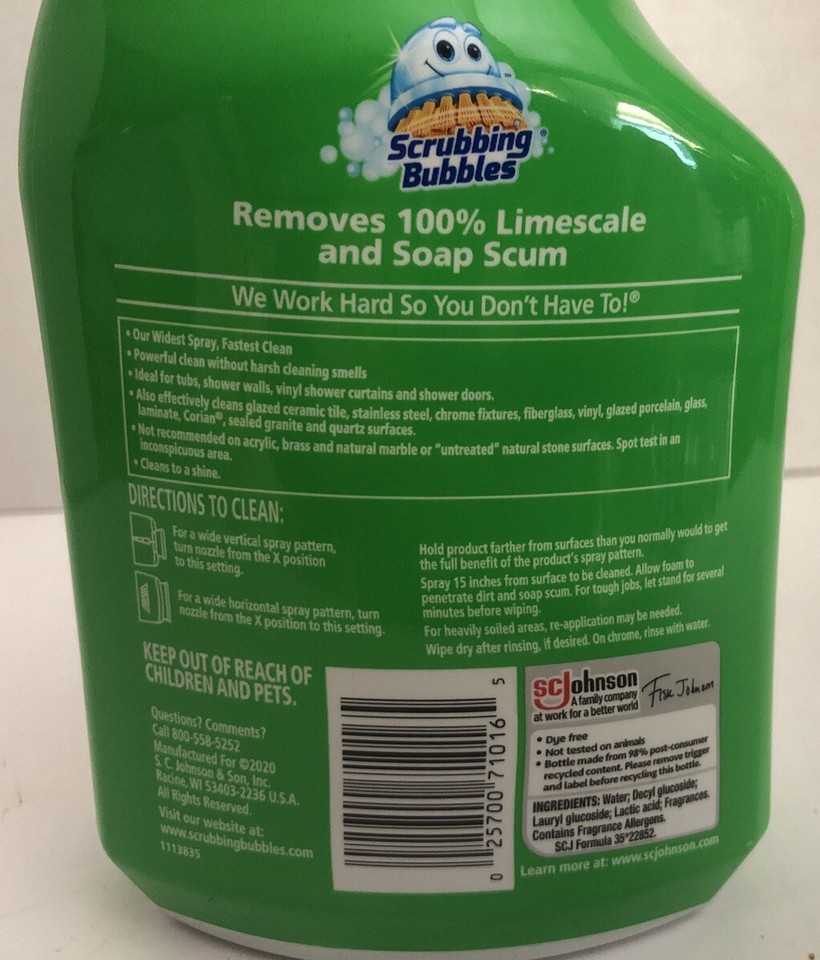 Scrubbing
Bubbles®
Removes 100% Limescale
and Soap Scum
We Work Hard So You Don't Have To!®
• Our Widest Spray, Fastest Clean
• Powerful clean without harsh cleaning smells
• Ideal for tubs, shower walls, vinyl shower curtains and shower doors.
• Also effectively cleans glazed ceramic tile, stainless steel, chrome fixtures, fiberglass, vinyl, glazed porcelain, glass,
laminate, Corian®, sealed granite and quartz surfaces.
• Not recommended on acrylic, brass and natural marble or "untreated" natural stone surfaces. Spot test in an
inconspicuous area.
• Cleans to a shine.
DIRECTIONS TO CLEAN:
For a wide vertical spray pattern,
turn nozzle from the X position
to this setting.
For a wide horizontal spray pattern, turn
nozzle from the X position to this setting.
Hold product farther from surfaces than you normally would to get
the full benefit of the product's spray pattern.
Spray 15 inches from surface to be cleaned. Allow foam to
penetrate dirt and soap scum. For tough jobs, let stand for several
minutes before wiping.
For heavily soiled areas, re-application may be needed.
Wipe dry after rinsing, if desired. On chrome, rinse with water.
KEEP OUT OF REACH OF
CHILDREN AND PETS.
Questions? Comments?
Call 800-558-5252
Manufactured For ©2020
S. C. Johnson & Son, Inc.
Racine, WI 53403-2236 U.S.A.
All Rights Reserved.
Visit our website at:
www.scrubbingbubbles.com
1113835
0 25700 71016 5
scJohnson
A family company
at work for a better world
Fisk Johnson
• Dye free
• Not tested on animals
• Bottle made from 98% post-consumer
recycled content. Please remove trigger
and label before recycling this bottle.
INGREDIENTS: Water; Decyl glucoside;
Lauryl glucoside; Lactic acid; Fragrances.
Contains Fragrance Allergens.
SCJ Formula 35*22852.
Learn more at: www.scjohnson.com